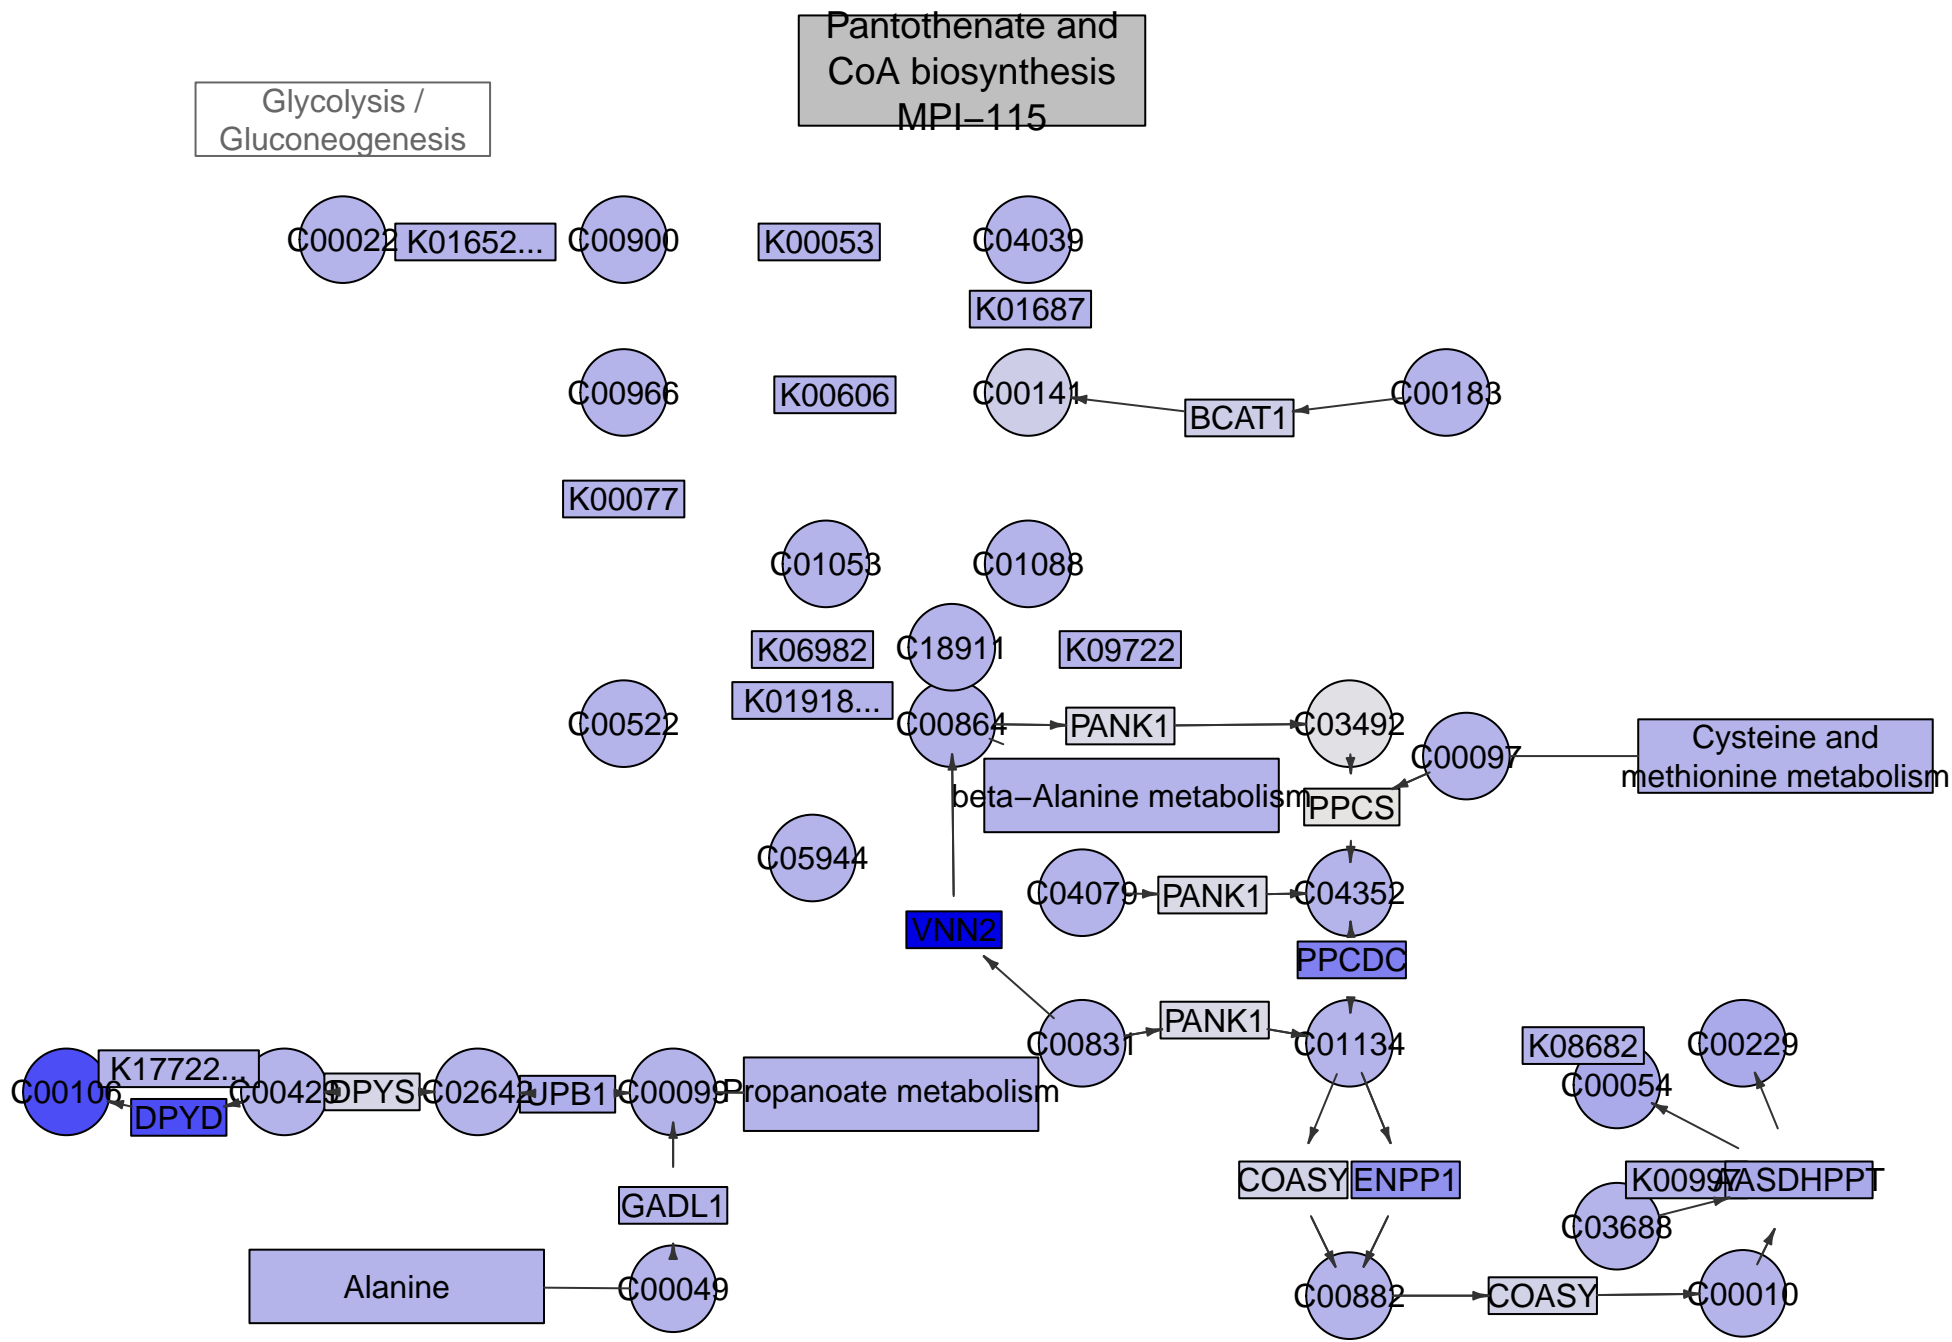 Pantothenate and
CoA biosynthesis
MPI−115
Glycolysis /
Gluconeogenesis
C00022
K01652...
C00900
K00053
C04039
K01687
C00966
K00606
C00141
BCAT1
C00183
K00077
C01053
C01088
K06982
C18911
K09722
K01918...
C00522
C00864
PANK1
C03492
C00097
Cysteine and
methionine metabolism
beta−Alanine metabolism
PPCS
C05944
C04079
PANK1
C04352
VNN2
PPCDC
C00831
PANK1
C01134
K08682
C00229
C00054
C00106
K17722...
DPYD
C00429
DPYS
C02642
UPB1
C00099
Propanoate metabolism
COASY
ENPP1
K00997
AASDHPPT
GADL1
C03688
Alanine
C00049
C00882
COASY
C00010